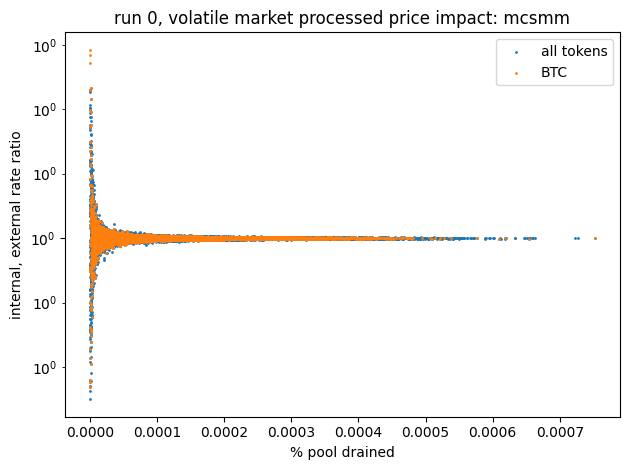 run 0, volatile market processed price impact: mcsmm
internal, external rate ratio
10⁰
10⁰
10⁰
10⁰
10⁰
10⁰
all tokens
BTC
0.0000 0.0001 0.0002 0.0003 0.0004 0.0005 0.0006 0.0007
% pool drained